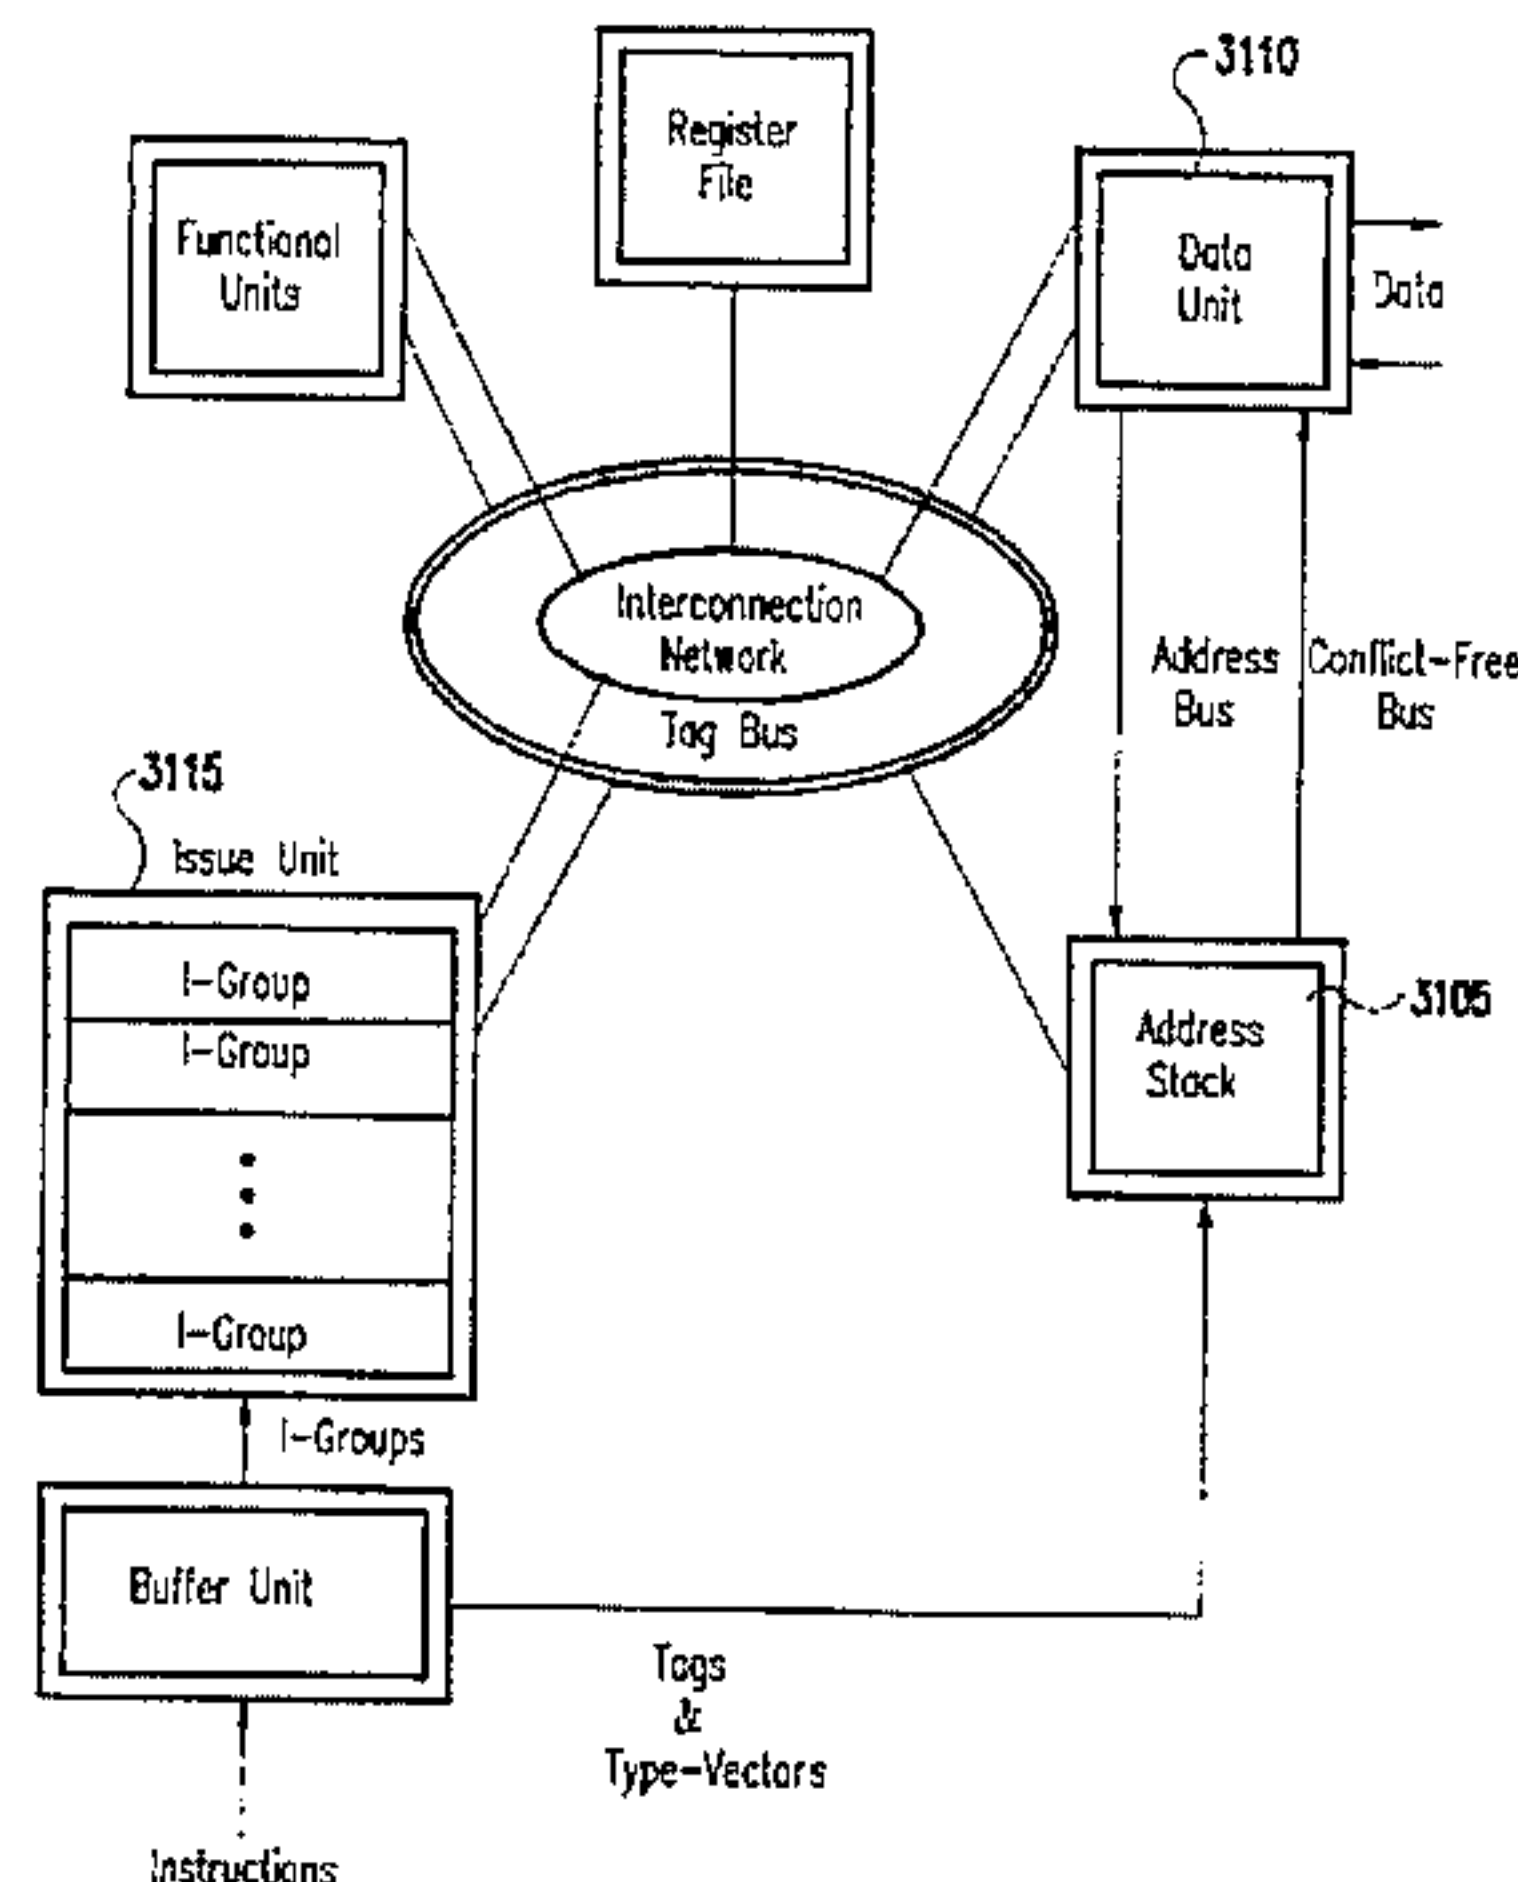 3110
Register
File
Functional
Units
Data
Unit
Data
Interconnection
Network
Tag Bus
Address
Bus
Conflict-Free
Bus
3115
Issue Unit
I-Group
I-Group
I-Group
3105
Address
Stack
I-Groups
Buffer Unit
Tags
&
Type-Vectors
Instructions